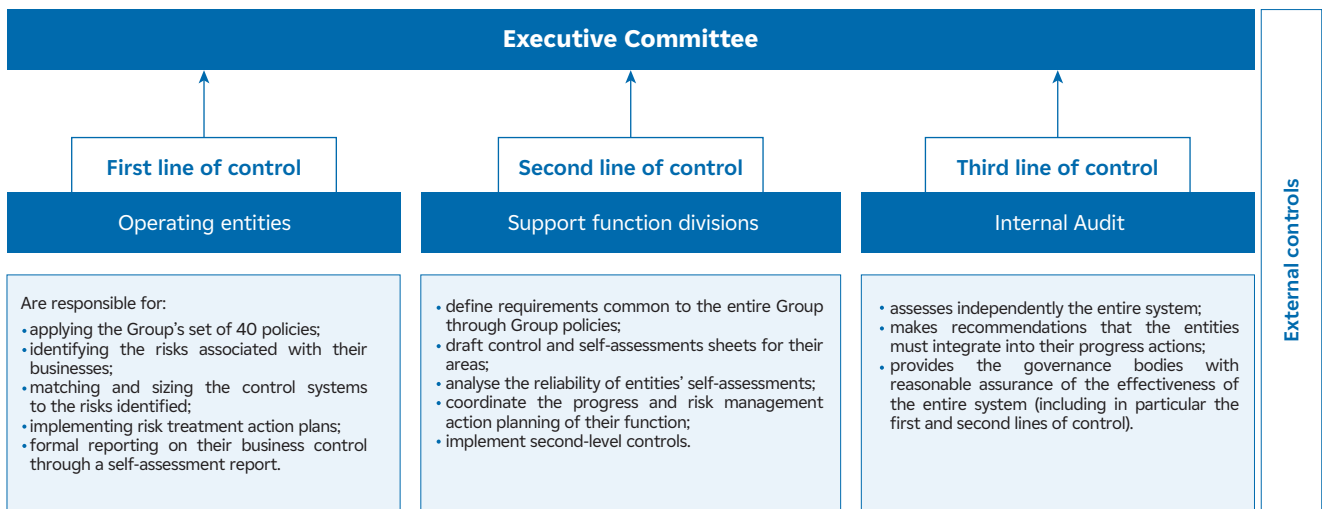 Executive Committee
First line of control
Operating entities
Are responsible for:
• applying the Group's set of 40 policies;
• identifying the risks associated with their
businesses;
• matching and sizing the control systems
to the risks identified;
• implementing risk treatment action plans;
• formal reporting on their business control
through a self-assessment report.
Second line of control
Support function divisions
• define requirements common to the entire Group
through Group policies;
• draft control and self-assessments sheets for their
areas;
• analyse the reliability of entities' self-assessments;
• coordinate the progress and risk management
action planning of their function;
• implement second-level controls.
Third line of control
Internal Audit
• assesses independently the entire system;
• makes recommendations that the entities
must integrate into their progress actions;
• provides the governance bodies with
reasonable assurance of the effectiveness of
the entire system (including in particular the
first and second lines of control).
External controls